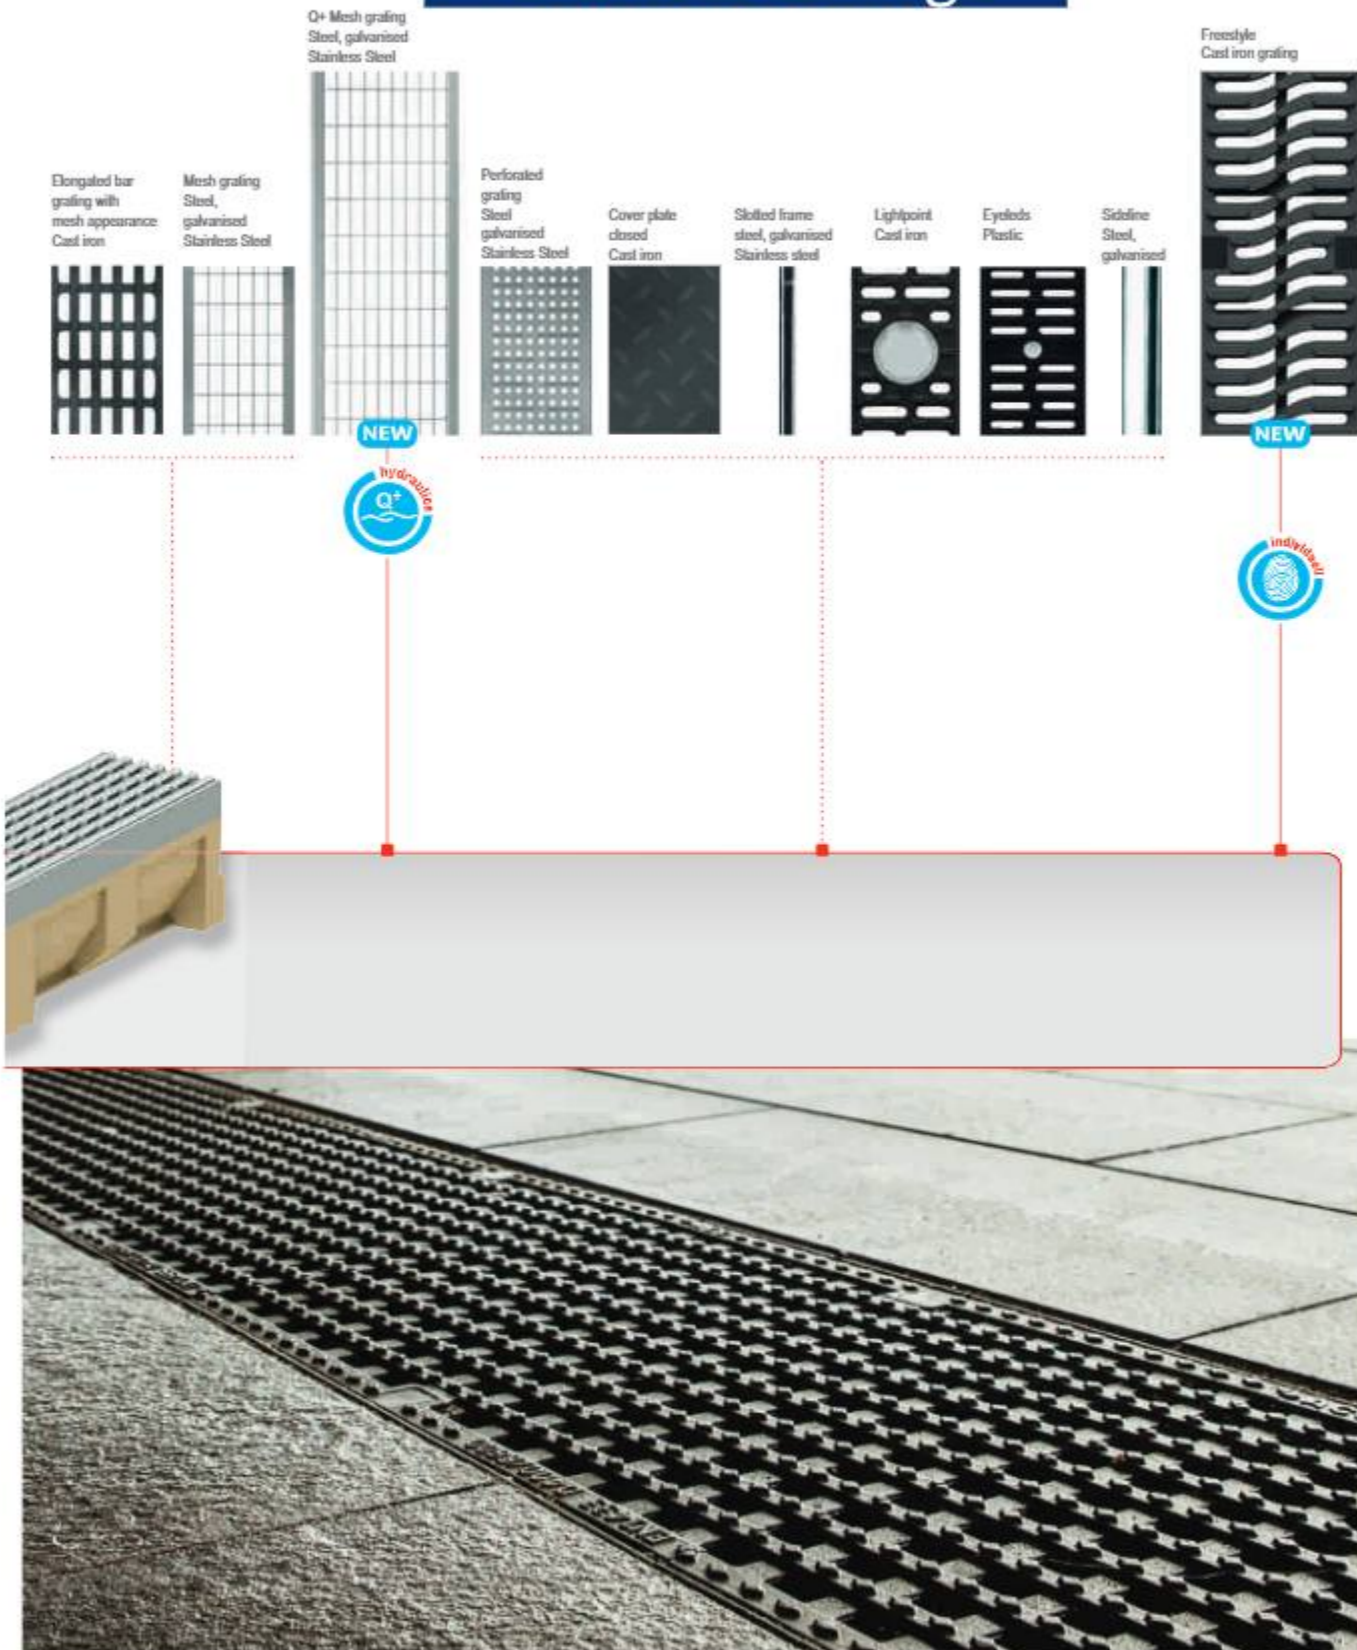 Q+ Mesh grating
Steel, galvanised
Stainless Steel
Freestyle
Cast iron grating
Elongated bar
grating with
mesh appearance
Cast iron
Mesh grating
Steel,
galvanised
Stainless Steel
Perforated
grating
Steel
galvanised
Stainless Steel
Cover plate
closed
Cast iron
Slotted frame
steel, galvanised
Stainless steel
Lightpoint
Cast iron
Eyeleds
Plastic
Sideline
Steel,
galvanised
NEW
NEW
hydraulics
Q+
individuell